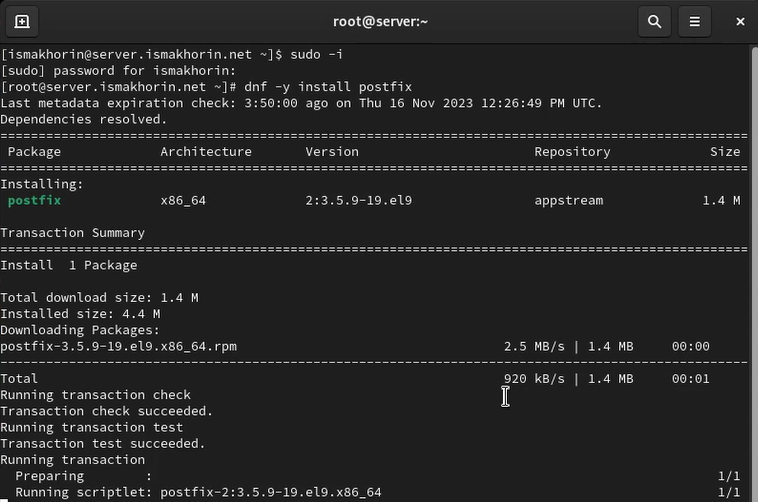 root@server:~
[ismakhorin@server.ismakhorin.net ~]$ sudo -i
[sudo] password for ismakhorin:
[root@server.ismakhorin.net ~]# dnf -y install postfix
Last metadata expiration check: 3:50:00 ago on Thu 16 Nov 2023 12:26:49 PM UTC.
Dependencies resolved.
================================================================================
Package Architecture Version Repository Size
================================================================================
Installing:
postfix x86_64 2:3.5.9-19.el9 appstream 1.4 M
Transaction Summary
================================================================================
Install 1 Package
Total download size: 1.4 M
Installed size: 4.4 M
Downloading Packages:
postfix-3.5.9-19.el9.x86_64.rpm 2.5 MB/s | 1.4 MB 00:00
--------------------------------------------------------------------------------
Total 920 kB/s | 1.4 MB 00:01
Running transaction check
Transaction check succeeded.
Running transaction test
Transaction test succeeded.
Running transaction
Preparing : 1/1
Running scriptlet: postfix-2:3.5.9-19.el9.x86_64 1/1